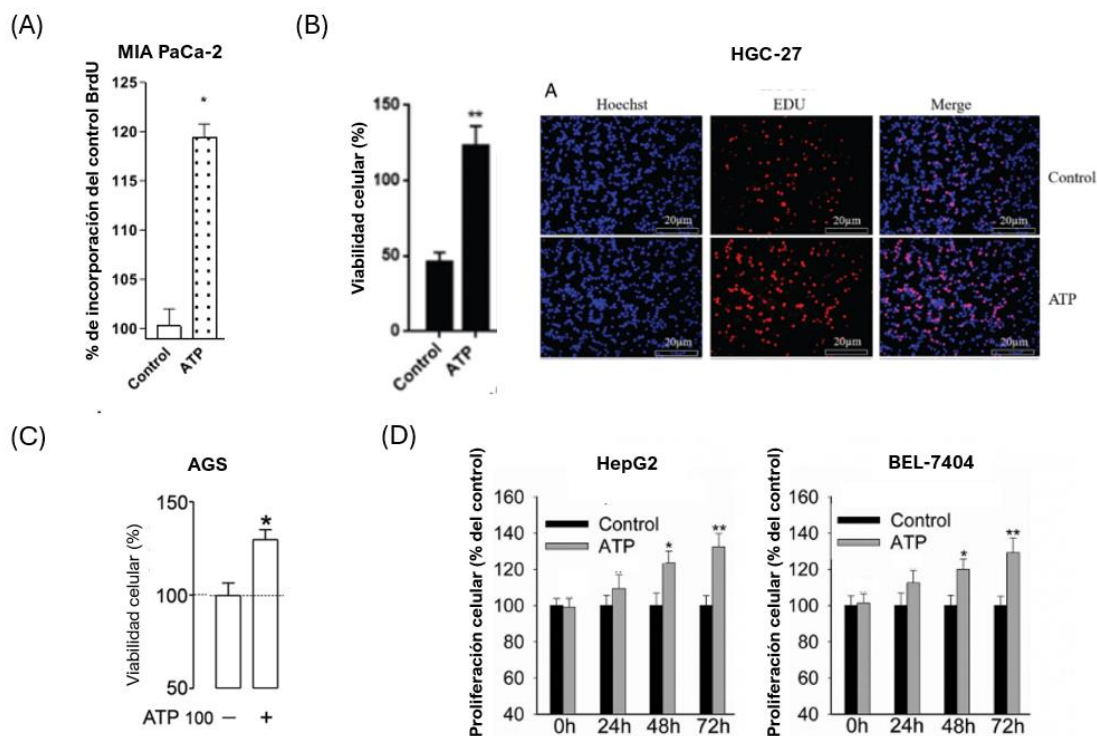 (A)
MIA PaCa-2
% de incorporación del control BrdU
125
120
115
110
105
100
*
Control
ATP
(B)
Viabilidad celular (%)
150
100
50
0
**
Control
ATP
HGC-27
A
Hoechst
EDU
Merge
Control
20µm
20µm
20µm
ATP
20µm
20µm
20µm
(C)
AGS
Viabilidad celular (%)
150
100
50
*
ATP 100 − +
(D)
HepG2
Proliferación celular (% del control)
160
140
120
100
80
60
40
Control
ATP
*
**
0h 24h 48h 72h
BEL-7404
Proliferación celular (% del control)
160
140
120
100
80
60
40
Control
ATP
*
**
0h 24h 48h 72h